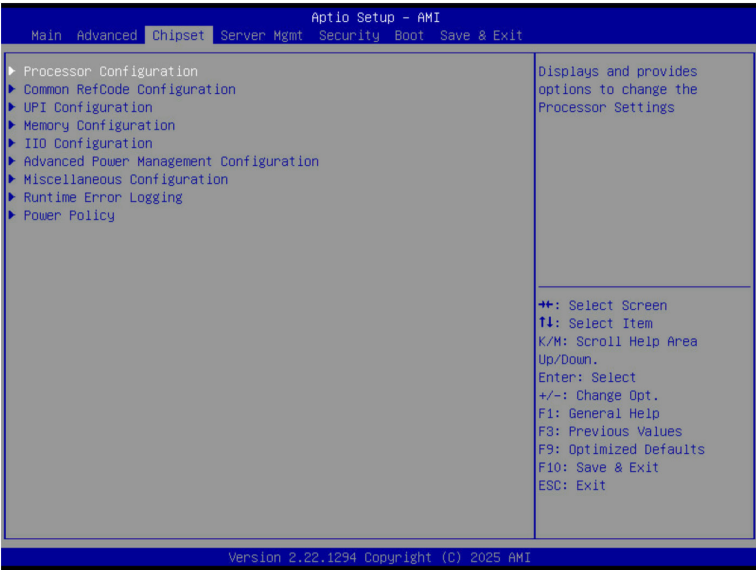 Aptio Setup – AMI
Main Advanced Chipset Server Mgmt Security Boot Save & Exit
▶ Processor Configuration
▶ Common RefCode Configuration
▶ UPI Configuration
▶ Memory Configuration
▶ IIO Configuration
▶ Advanced Power Management Configuration
▶ Miscellaneous Configuration
▶ Runtime Error Logging
▶ Power Policy
Displays and provides
options to change the
Processor Settings
→←: Select Screen
↑↓: Select Item
K/M: Scroll Help Area
Up/Down.
Enter: Select
+/-: Change Opt.
F1: General Help
F3: Previous Values
F9: Optimized Defaults
F10: Save & Exit
ESC: Exit
Version 2.22.1294 Copyright (C) 2025 AMI